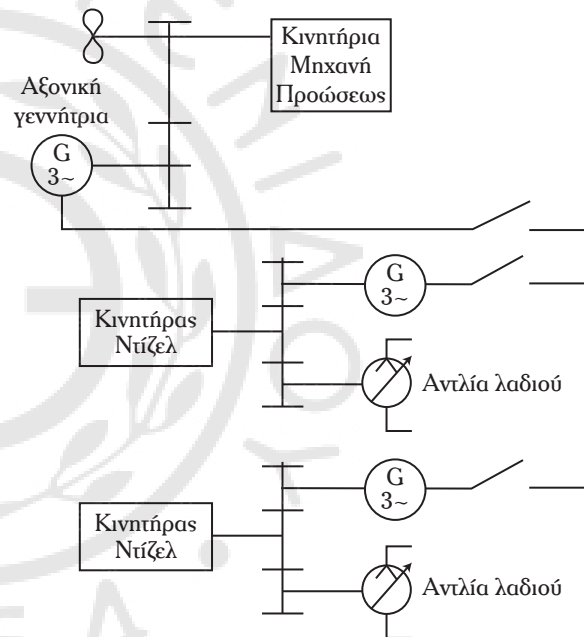 Κινητήρια
Μηχανή
Προώσεως
Αξονική
γεννήτρια
G
3~
G
3~
Κινητήρας
Ντίζελ
Αντλία λαδιού
G
3~
Κινητήρας
Ντίζελ
Αντλία λαδιού